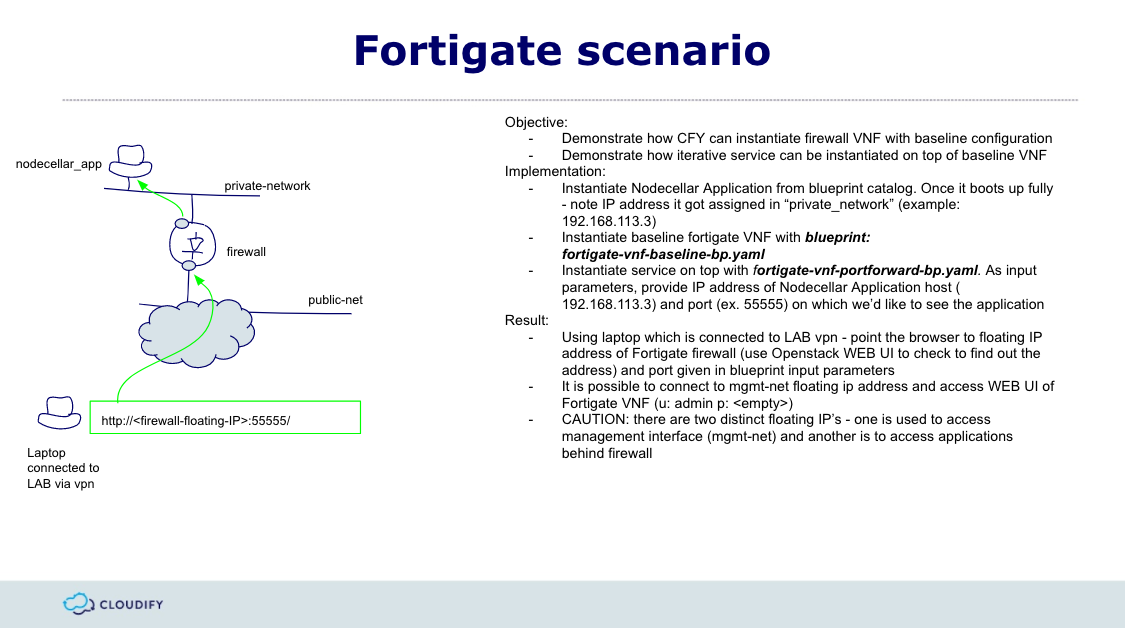 Fortigate scenario
nodecellar_app
private-network
firewall
public-net
http://<firewall-floating-IP>:55555/
Laptop
connected to
LAB via vpn
Objective:
- Demonstrate how CFY can instantiate firewall VNF with baseline configuration
- Demonstrate how iterative service can be instantiated on top of baseline VNF
Implementation:
- Instantiate Nodecellar Application from blueprint catalog. Once it boots up fully
- note IP address it got assigned in “private_network” (example:
192.168.113.3)
- Instantiate baseline fortigate VNF with blueprint:
fortigate-vnf-baseline-bp.yaml
- Instantiate service on top with fortigate-vnf-portforward-bp.yaml. As input
parameters, provide IP address of Nodecellar Application host (
192.168.113.3) and port (ex. 55555) on which we’d like to see the application
Result:
- Using laptop which is connected to LAB vpn - point the browser to floating IP
address of Fortigate firewall (use Openstack WEB UI to check to find out the
address) and port given in blueprint input parameters
- It is possible to connect to mgmt-net floating ip address and access WEB UI of
Fortigate VNF (u: admin p: <empty>)
- CAUTION: there are two distinct floating IP’s - one is used to access
management interface (mgmt-net) and another is to access applications
behind firewall
CLOUDIFY